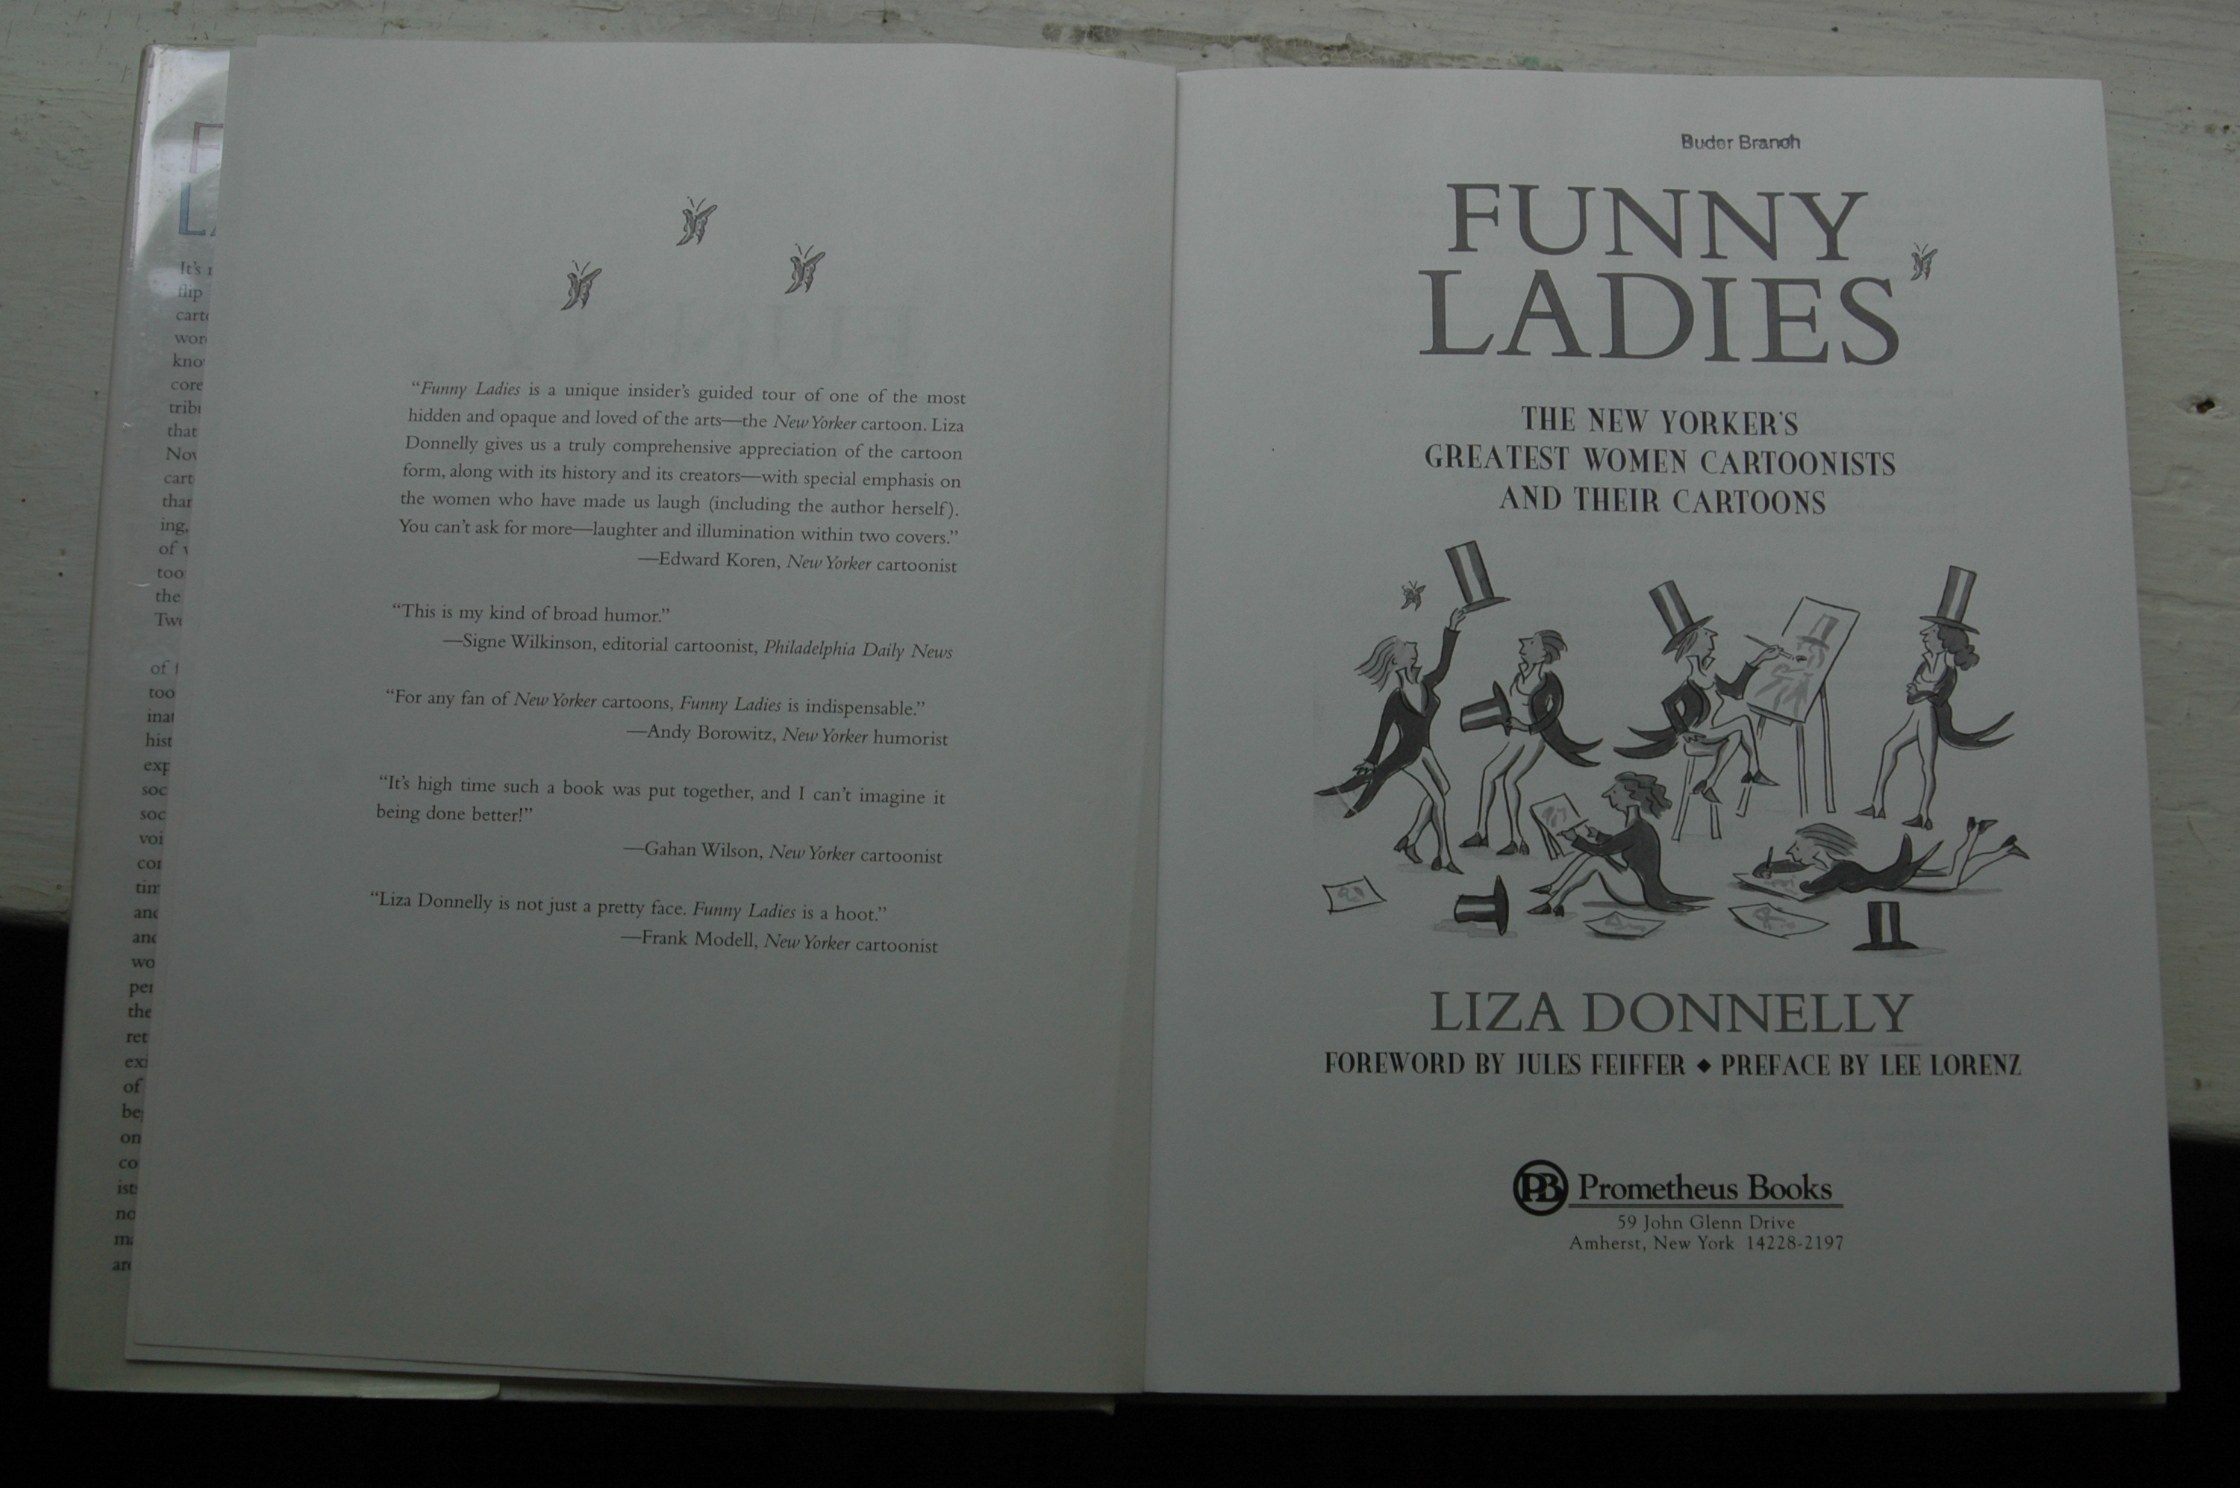 “Funny Ladies is a unique insider's guided tour of one of the most
hidden and opaque and loved of the arts—the New Yorker cartoon. Liza
Donnelly gives us a truly comprehensive appreciation of the cartoon
form, along with its history and its creators—with special emphasis on
the women who have made us laugh (including the author herself).
You can't ask for more—laughter and illumination within two covers.”
—Edward Koren, New Yorker cartoonist
“This is my kind of broad humor.”
—Signe Wilkinson, editorial cartoonist, Philadelphia Daily News
“For any fan of New Yorker cartoons, Funny Ladies is indispensable.”
—Andy Borowitz, New Yorker humorist
“It's high time such a book was put together, and I can't imagine it
being done better!”
—Gahan Wilson, New Yorker cartoonist
“Liza Donnelly is not just a pretty face. Funny Ladies is a hoot.”
—Frank Modell, New Yorker cartoonist
Buder Branch
FUNNY
LADIES
THE NEW YORKER'S
GREATEST WOMEN CARTOONISTS
AND THEIR CARTOONS
LIZA DONNELLY
FOREWORD BY JULES FEIFFER ◆ PREFACE BY LEE LORENZ
PB Prometheus Books
59 John Glenn Drive
Amherst, New York 14228-2197